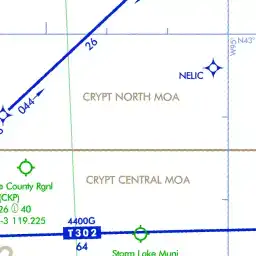 W95° N43°
26
NELIC
044
CRYPT NORTH MOA
e County Rgnl
(CKP)
26 40
-3 119.225
CRYPT CENTRAL MOA
4400G
T302
64
Storm Lake Muni